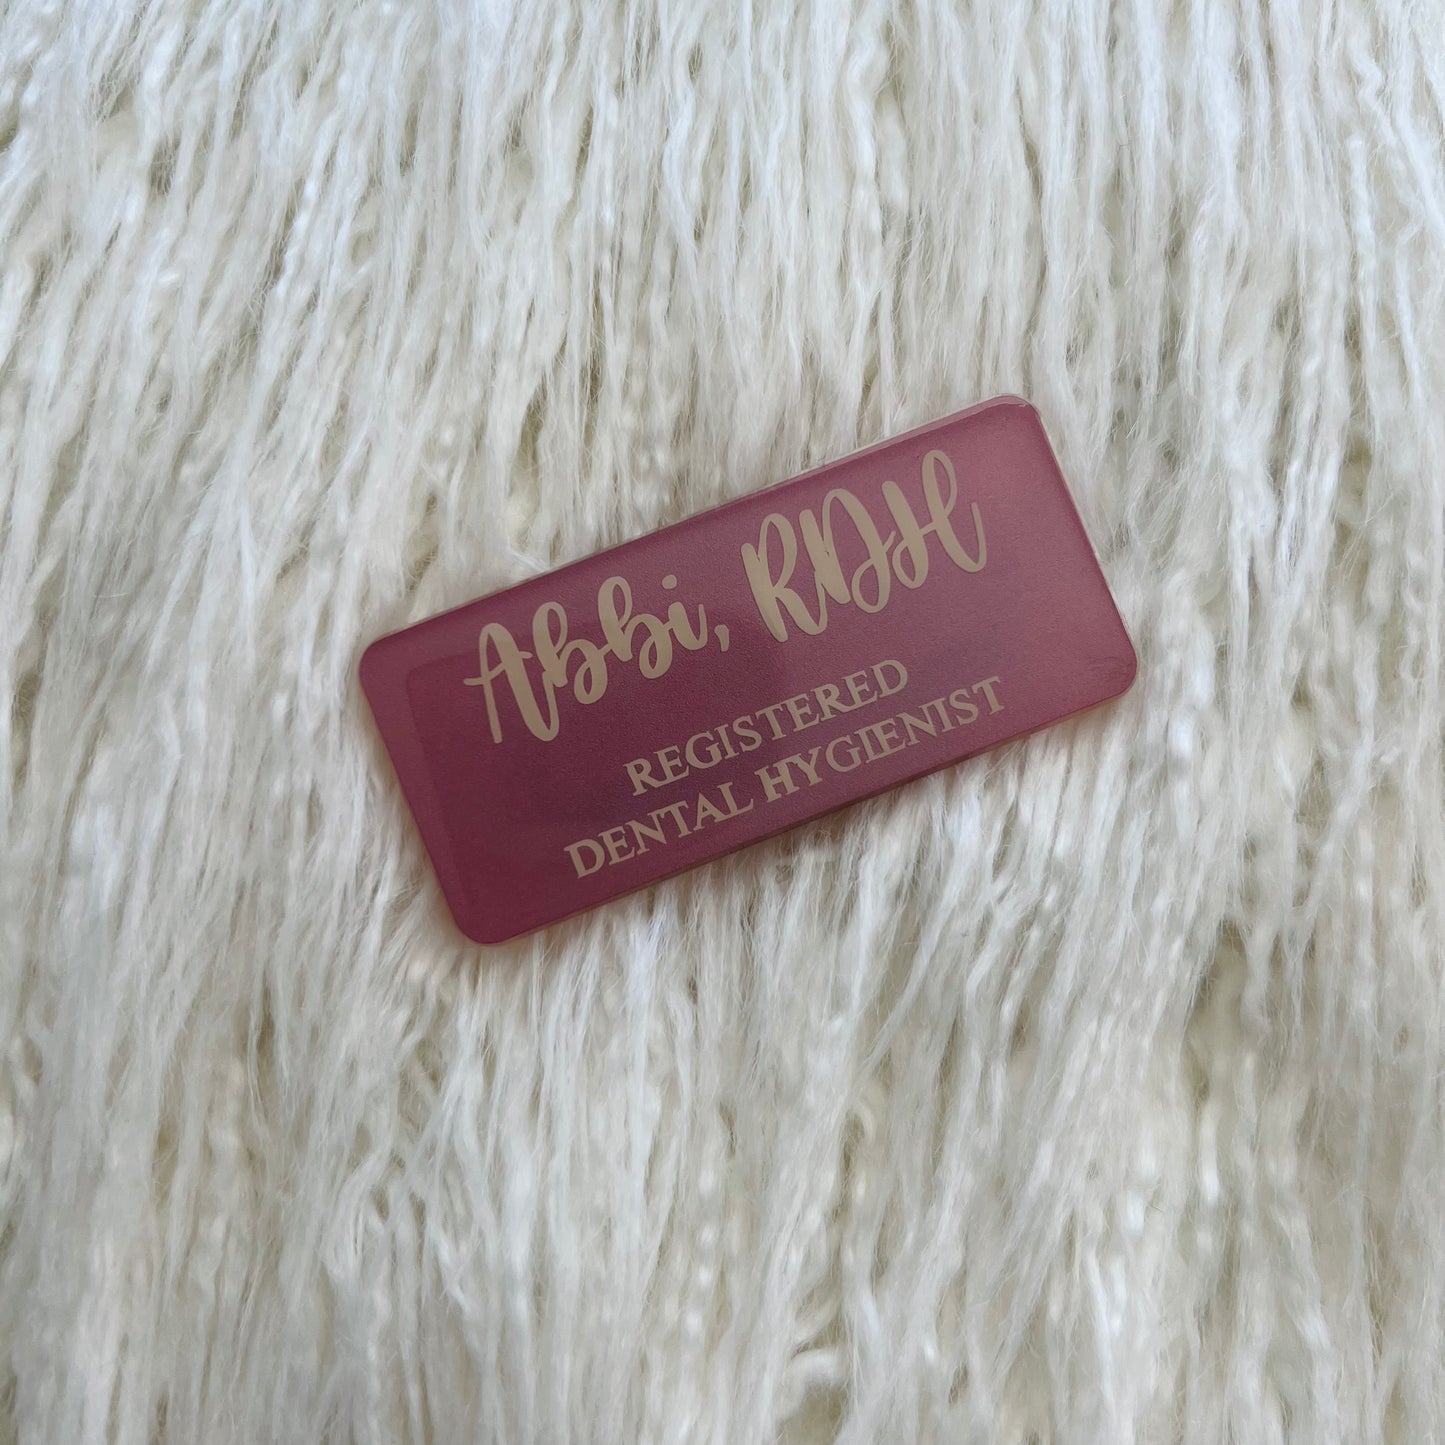 Abbi, RDH
REGISTERED
DENTAL HYGIENIST